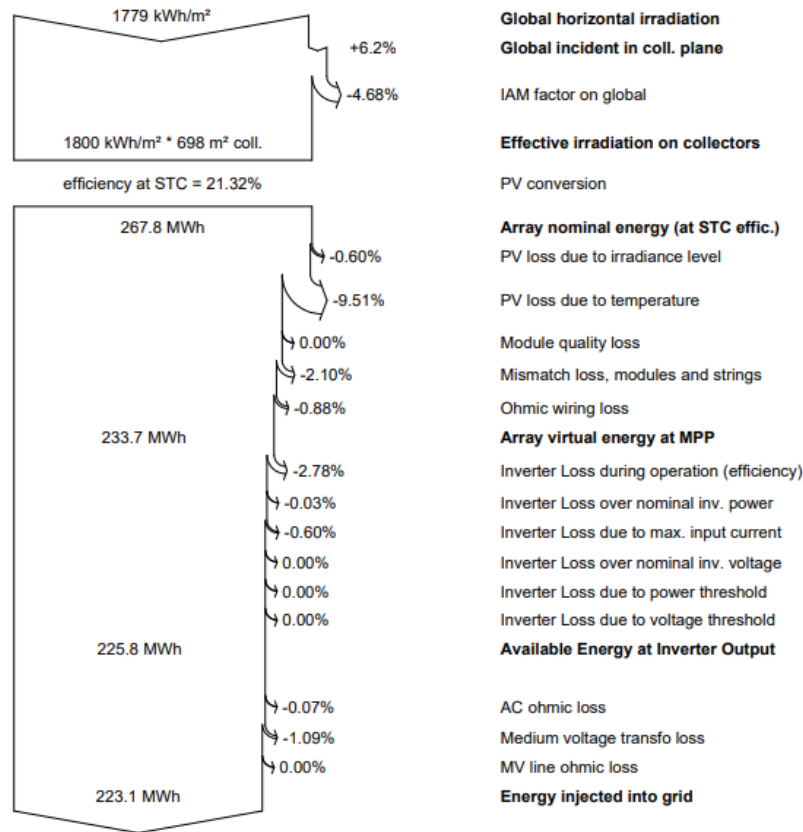 1779 kWh/m² Global horizontal irradiation
+6.2% Global incident in coll. plane
-4.68% IAM factor on global
1800 kWh/m² * 698 m² coll. Effective irradiation on collectors
efficiency at STC = 21.32% PV conversion
267.8 MWh Array nominal energy (at STC effic.)
-0.60% PV loss due to irradiance level
-9.51% PV loss due to temperature
0.00% Module quality loss
-2.10% Mismatch loss, modules and strings
-0.88% Ohmic wiring loss
233.7 MWh Array virtual energy at MPP
-2.78% Inverter Loss during operation (efficiency)
-0.03% Inverter Loss over nominal inv. power
-0.60% Inverter Loss due to max. input current
0.00% Inverter Loss over nominal inv. voltage
0.00% Inverter Loss due to power threshold
0.00% Inverter Loss due to voltage threshold
225.8 MWh Available Energy at Inverter Output
-0.07% AC ohmic loss
-1.09% Medium voltage transfo loss
0.00% MV line ohmic loss
223.1 MWh Energy injected into grid